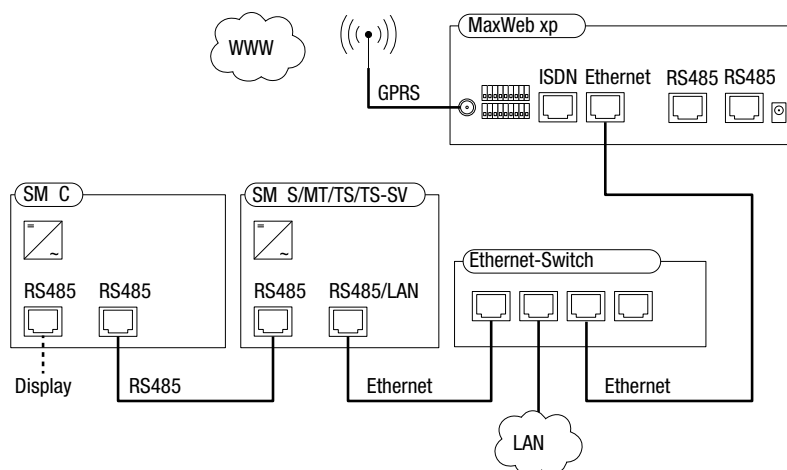 WWW
MaxWeb xp
ISDN Ethernet RS485 RS485
GPRS
SM C
SM S/MT/TS/TS-SV
Ethernet-Switch
RS485 RS485
RS485 RS485/LAN
Display
RS485
Ethernet
Ethernet
LAN